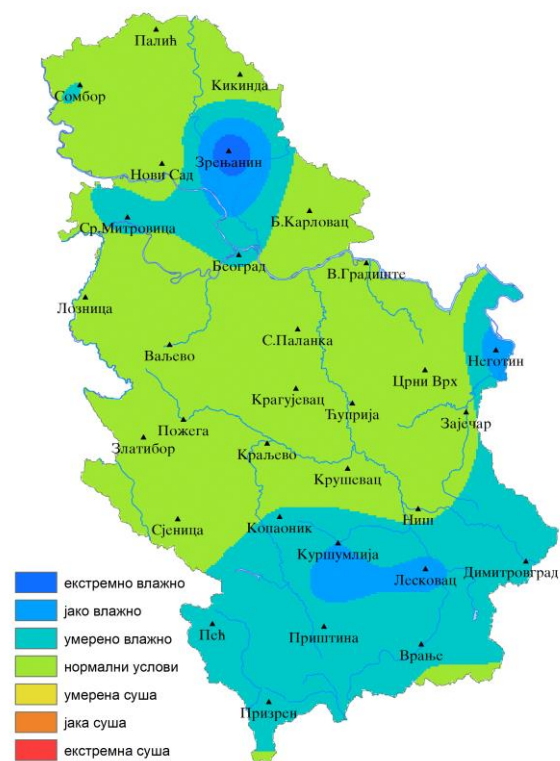 Палић
Кикинда
Сомбор
Зрењанин
Нови Сад
Б.Карловац
Ср.Митровица
Београд
В.Градиште
Лозница
С.Паланка
Ваљево
Неготин
Црни Врх
Крагујевац
Ћуприја
Зајечар
Пожега
Златибор
Краљево
Крушевац
Сјеница
Копаоник
Ниш
Куршумлија
Лесковац
Димитровград
Пећ
Приштина
Врање
Призрен
екстремно влажно
јако влажно
умерено влажно
нормални услови
умерена суша
јака суша
екстремна суша